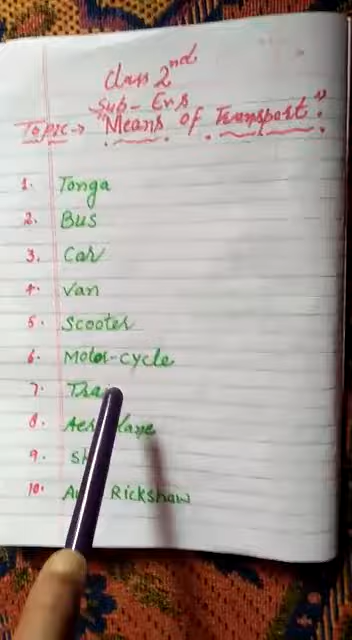 Class 2nd
Sub- Evs
Topic→ "Means of Transport".
1. Tonga
2. Bus
3. Car
4. Van
5. Scooter
6. Motor-cycle
7.
8.
9.
10. Rickshaw